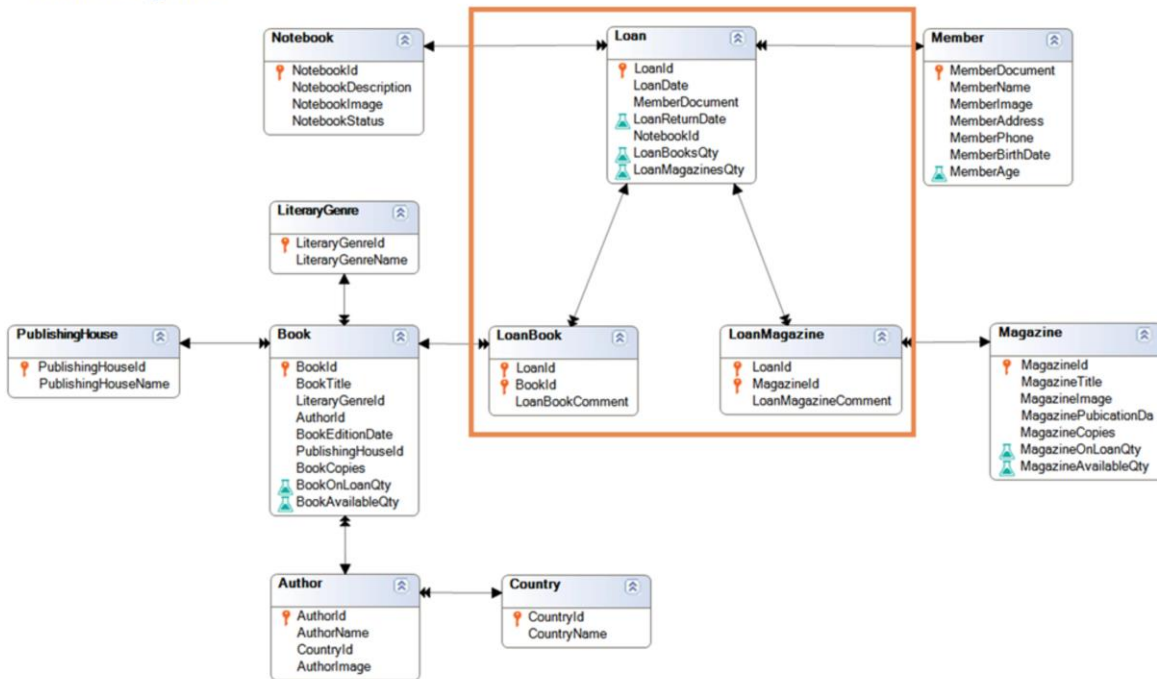 Notebook
NotebookId
NotebookDescription
NotebookImage
NotebookStatus
Loan
LoanId
LoanDate
MemberDocument
LoanReturnDate
NotebookId
LoanBooksQty
LoanMagazinesQty
Member
MemberDocument
MemberName
MemberImage
MemberAddress
MemberPhone
MemberBirthDate
MemberAge
LiteraryGenre
LiteraryGenreId
LiteraryGenreName
PublishingHouse
PublishingHouseId
PublishingHouseName
Book
BookId
BookTitle
LiteraryGenreId
AuthorId
BookEditionDate
PublishingHouseId
BookCopies
BookOnLoanQty
BookAvailableQty
LoanBook
LoanId
BookId
LoanBookComment
LoanMagazine
LoanId
MagazineId
LoanMagazineComment
Magazine
MagazineId
MagazineTitle
MagazineImage
MagazinePubicationDa
MagazineCopies
MagazineOnLoanQty
MagazineAvailableQty
Author
AuthorId
AuthorName
CountryId
AuthorImage
Country
CountryId
CountryName